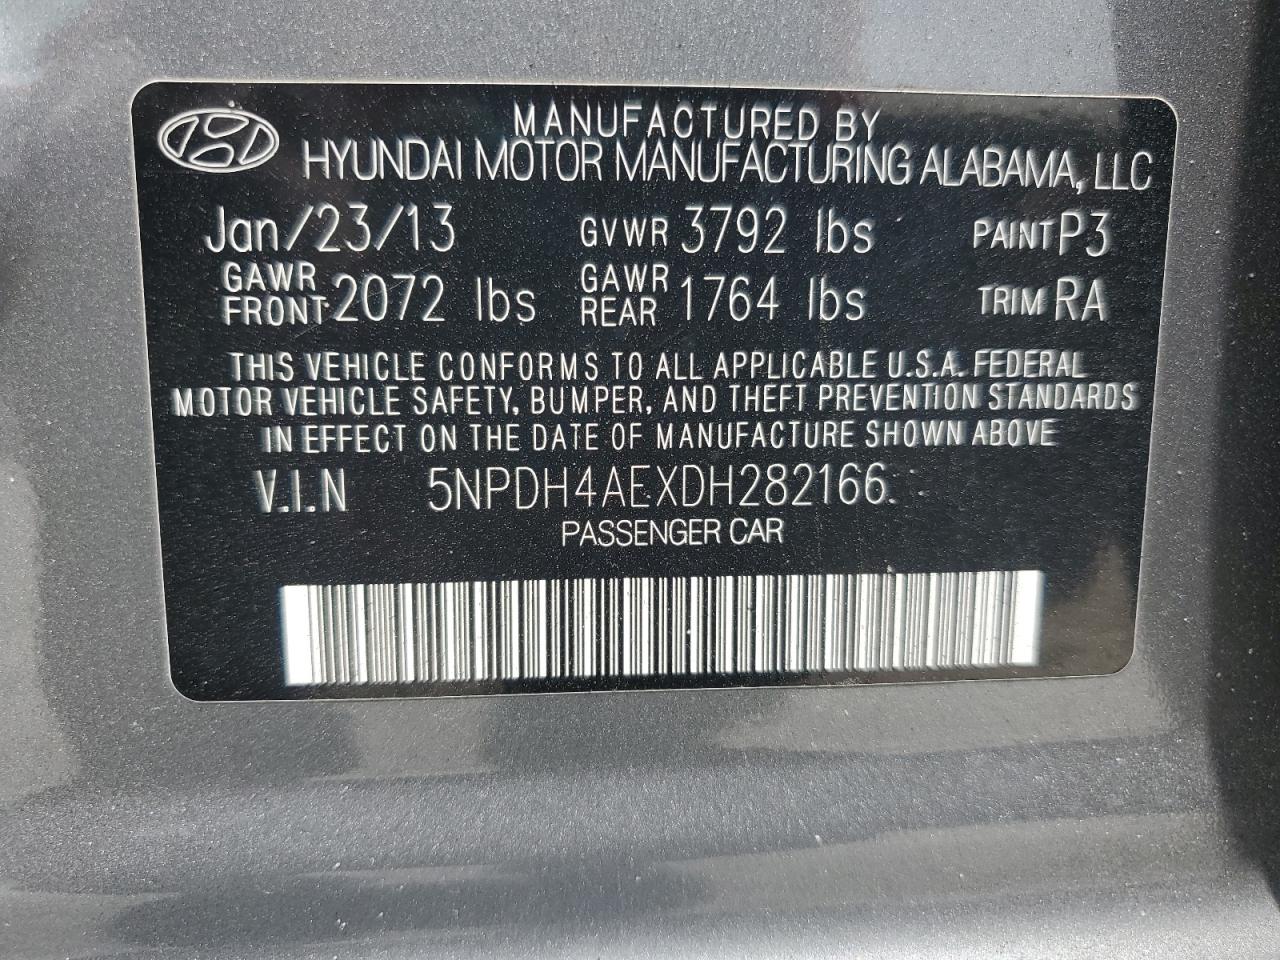 MANUFACTURED BY
HYUNDAI MOTOR MANUFACTURING ALABAMA, LLC
Jan/23/13 GVWR 3792 lbs PAINT P3
GAWR FRONT 2072 lbs GAWR REAR 1764 lbs TRIM RA
THIS VEHICLE CONFORMS TO ALL APPLICABLE U.S.A. FEDERAL
MOTOR VEHICLE SAFETY, BUMPER, AND THEFT PREVENTION STANDARDS
IN EFFECT ON THE DATE OF MANUFACTURE SHOWN ABOVE
V.I.N 5NPDH4AEXDH282166
PASSENGER CAR